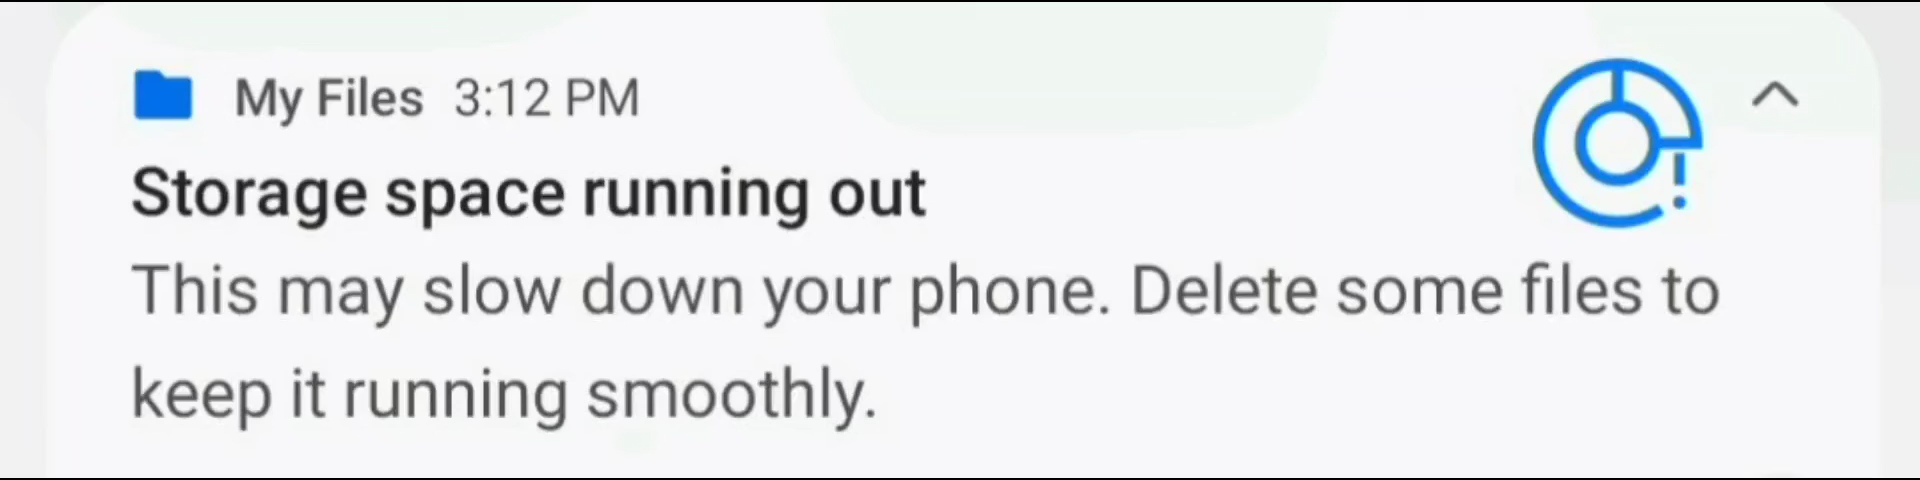 My Files 3:12 PM
Storage space running out
This may slow down your phone. Delete some files to
keep it running smoothly.